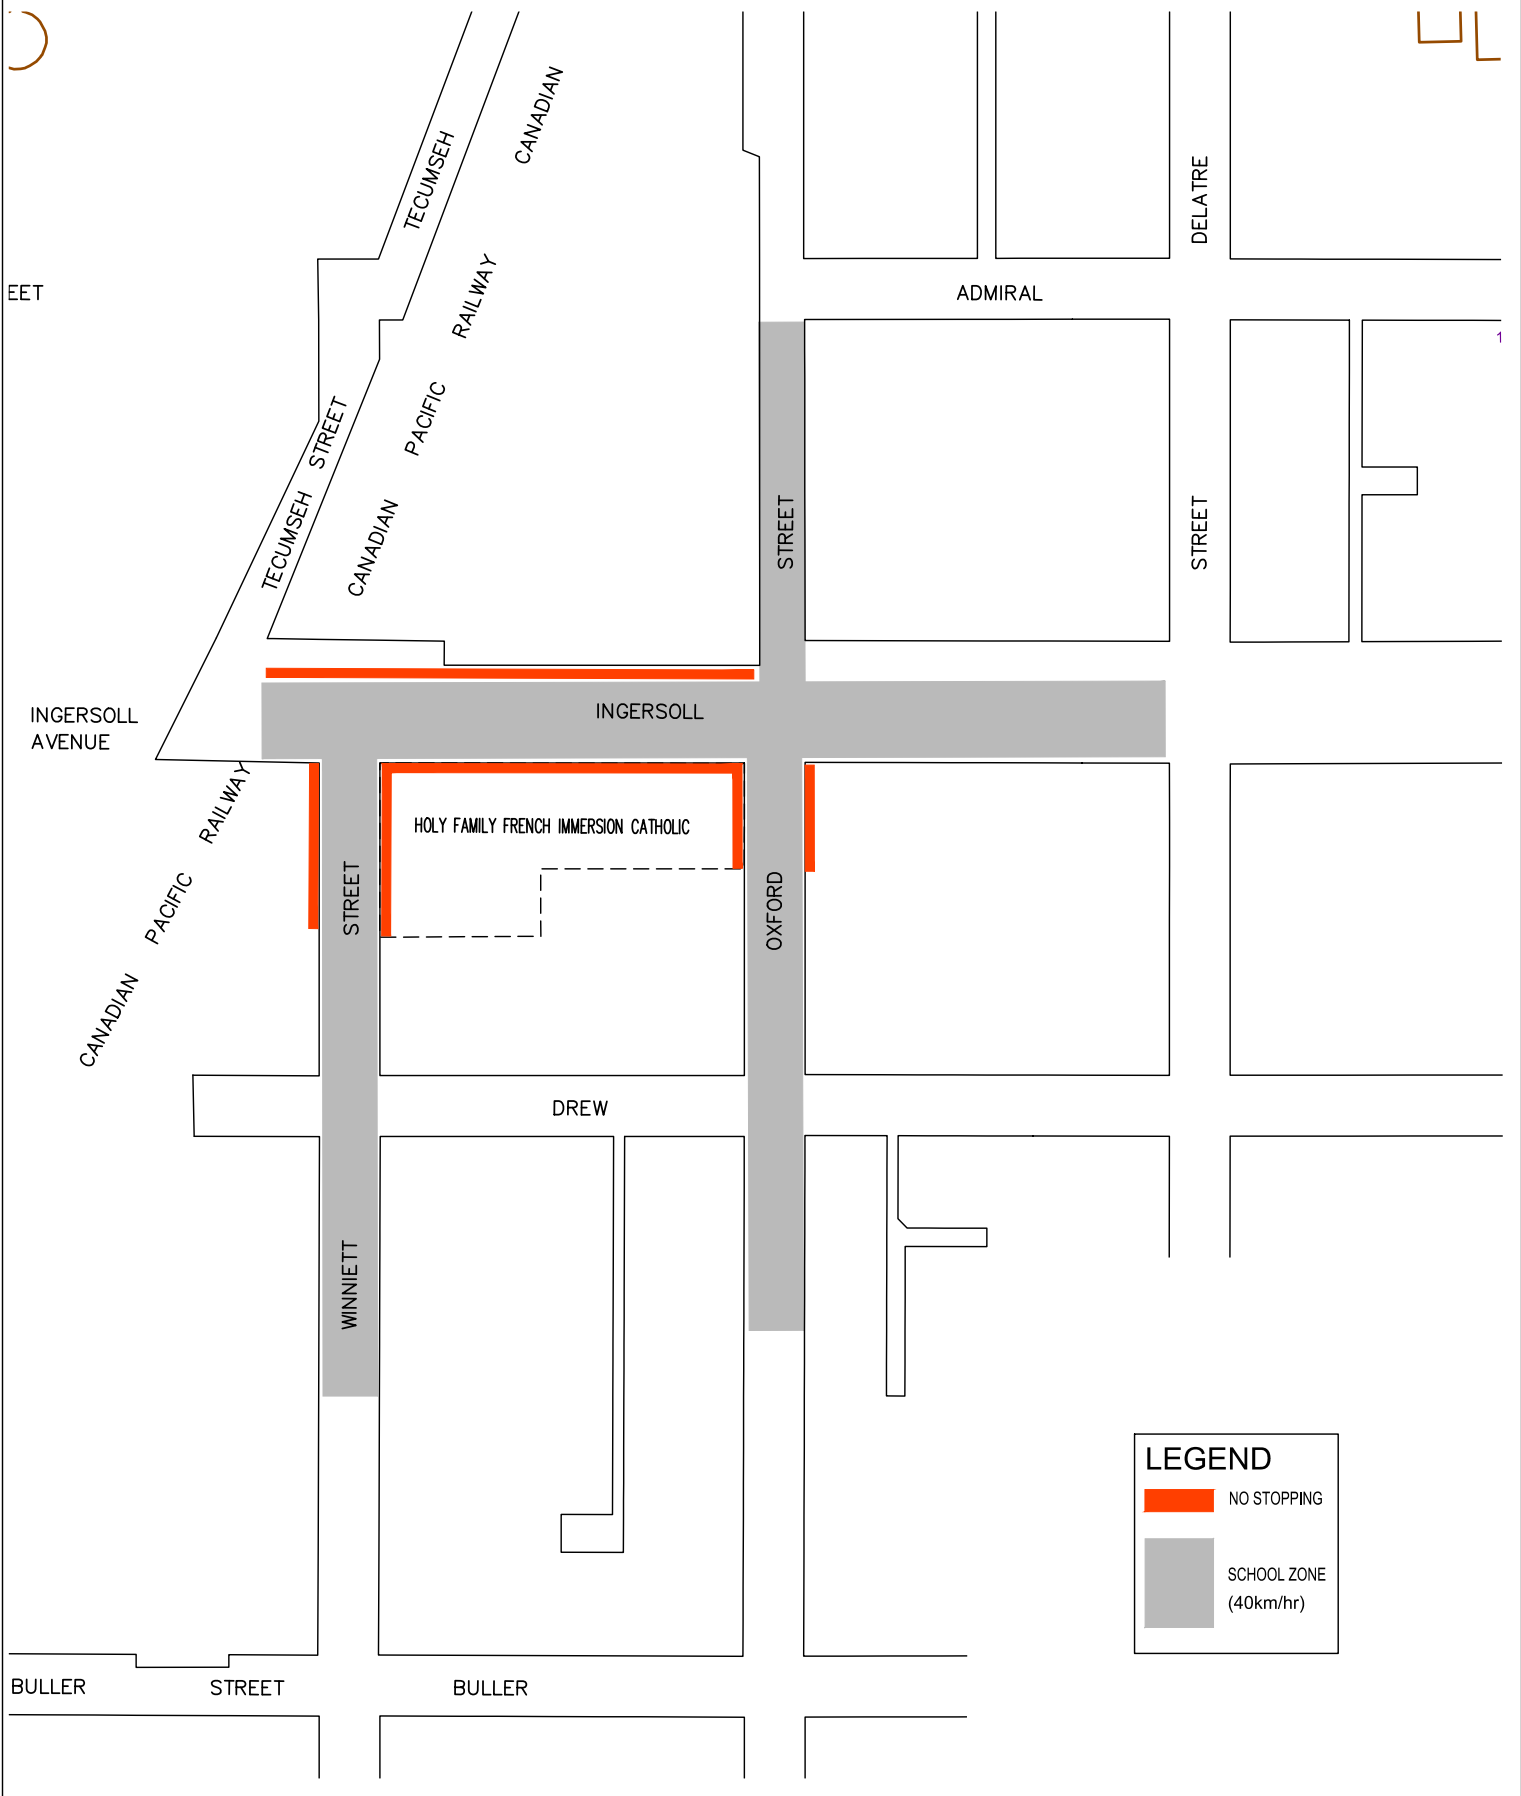 CANADIAN
TECUMSEH
DELATRE
RAILWAY
EET
ADMIRAL
1
PACIFIC
STREET
TECUMSEH
CANADIAN
STREET
STREET
INGERSOLL
AVENUE
INGERSOLL
RAILWAY
HOLY FAMILY FRENCH IMMERSION CATHOLIC
PACIFIC
STREET
OXFORD
CANADIAN
DREW
WINNIETT
LEGEND
NO STOPPING
SCHOOL ZONE
(40km/hr)
BULLER
STREET
BULLER